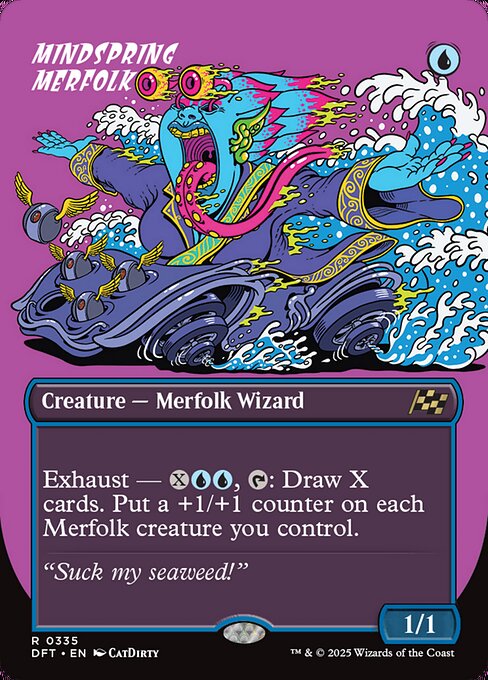 MINDSPRING
MERFOLK
Creature — Merfolk Wizard
Exhaust — X, : Draw X
cards. Put a +1/+1 counter on each
Merfolk creature you control.
“Suck my seaweed!”
1/1
R 0335
DFT • EN CATDIRTY
™ & © 2025 Wizards of the Coast